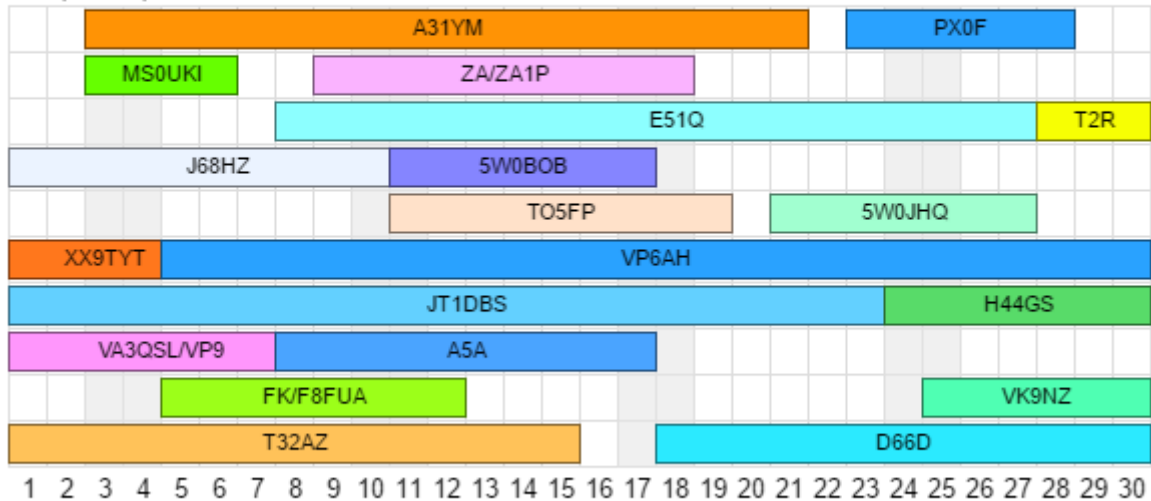 A31YM PX0F
MS0UKI ZA/ZA1P
E51Q T2R
J68HZ 5W0BOB
TO5FP 5W0JHQ
XX9TYT VP6AH
JT1DBS H44GS
VA3QSL/VP9 A5A
FK/F8FUA VK9NZ
T32AZ D66D
1 2 3 4 5 6 7 8 9 10 11 12 13 14 15 16 17 18 19 20 21 22 23 24 25 26 27 28 29 30